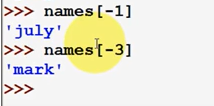 >>> names[-1]
'july'
>>> names[-3]
'mark'
>>>